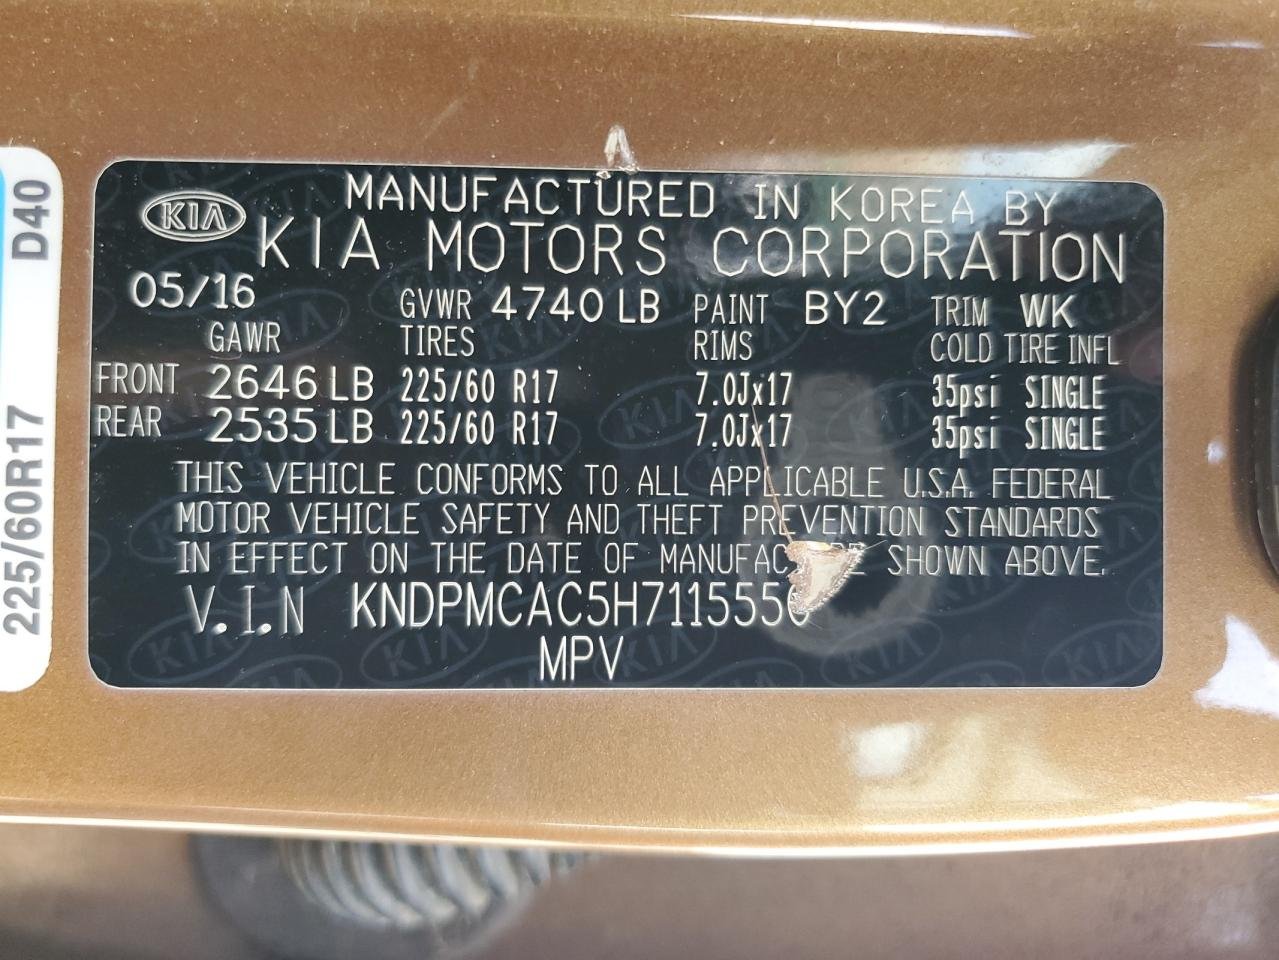 D40
225/60R17
KIA
MANUFACTURED IN KOREA BY
KIA MOTORS CORPORATION
05/16 GVWR 4740 LB PAINT BY2 TRIM WK
GAWR TIRES RIMS COLD TIRE INFL
FRONT 2646 LB 225/60 R17 7.0Jx17 35psi SINGLE
REAR 2535 LB 225/60 R17 7.0Jx17 35psi SINGLE
THIS VEHICLE CONFORMS TO ALL APPLICABLE U.S.A. FEDERAL
MOTOR VEHICLE SAFETY AND THEFT PREVENTION STANDARDS
IN EFFECT ON THE DATE OF MANUFACTURE SHOWN ABOVE.
V.I.N KNDPMCAC5H711555
MPV